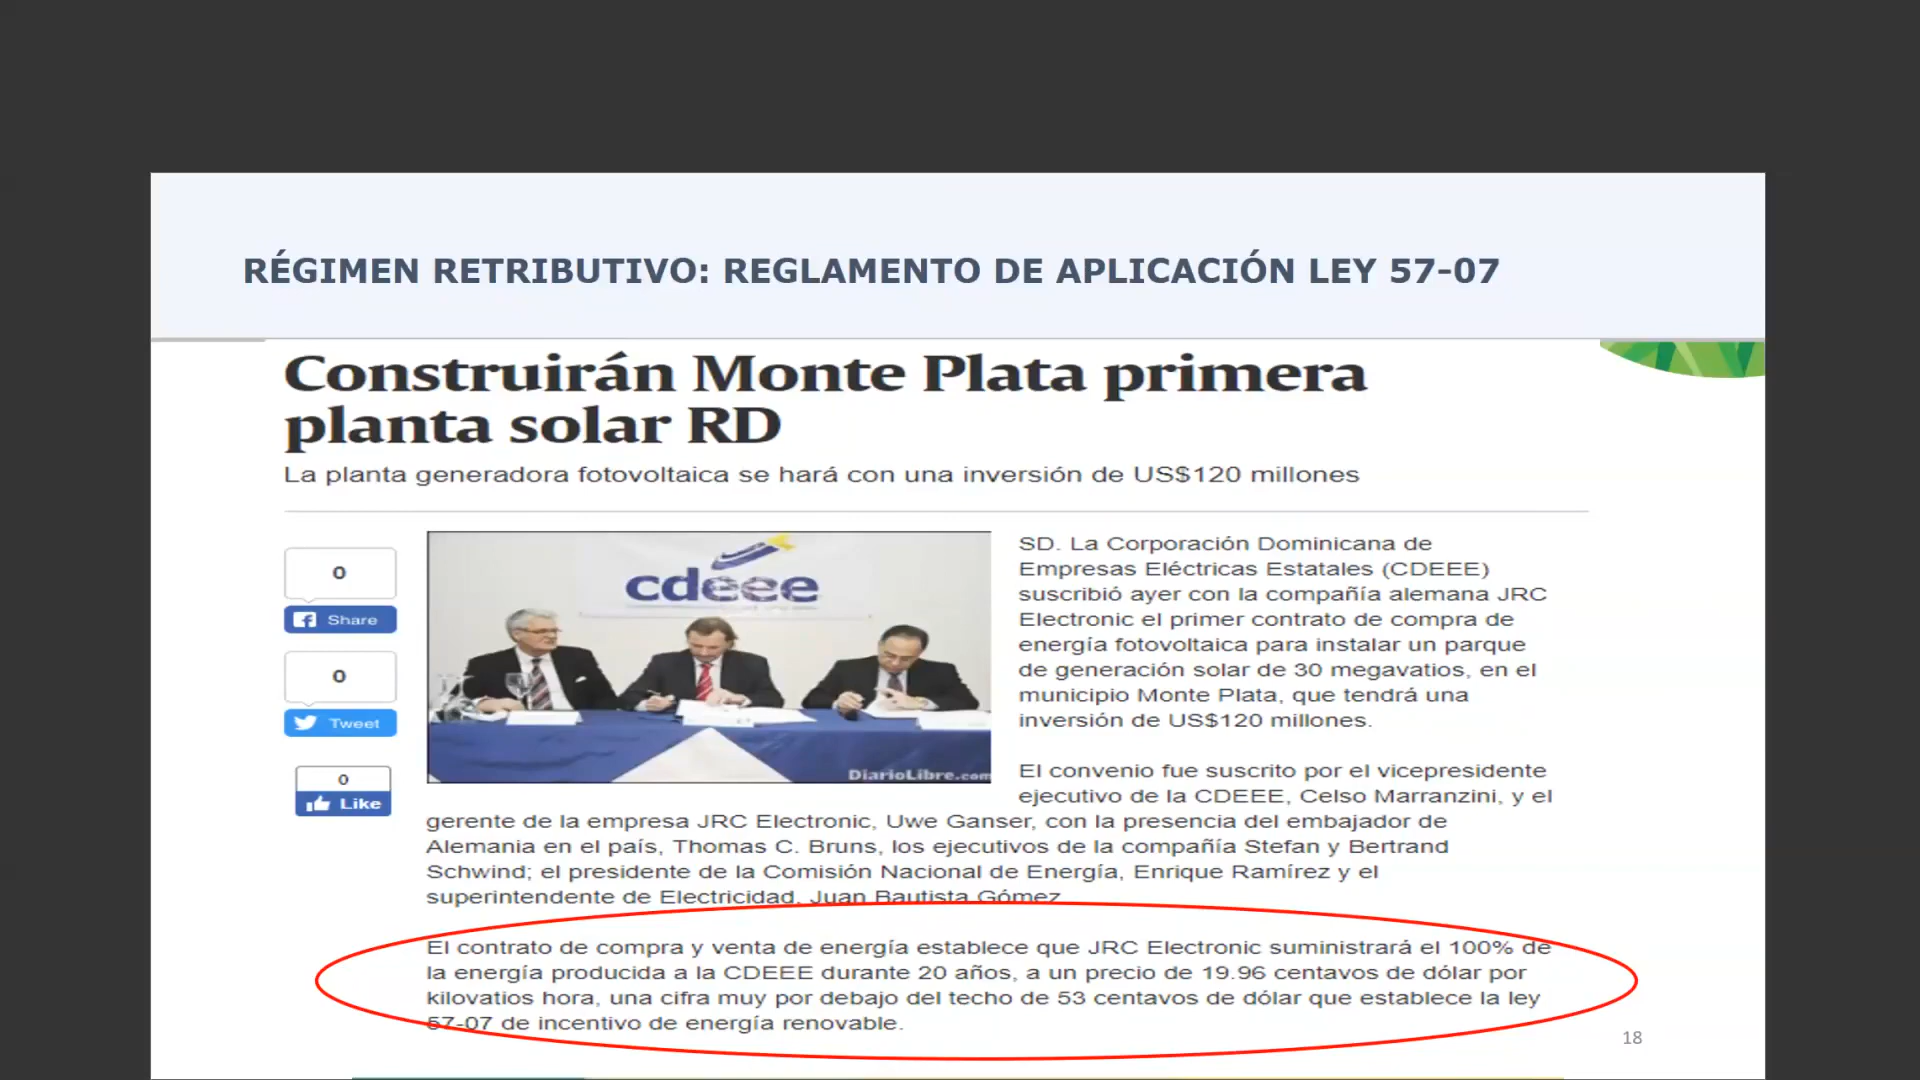 RÉGIMEN RETRIBUTIVO: REGLAMENTO DE APLICACIÓN LEY 57-07
Construirán Monte Plata primera
planta solar RD
La planta generadora fotovoltaica se hará con una inversión de US$120 millones
0
Share
0
Tweet
0
Like
cdeee
DiarioLibre.com
SD. La Corporación Dominicana de
Empresas Eléctricas Estatales (CDEEE)
suscribió ayer con la compañía alemana JRC
Electronic el primer contrato de compra de
energía fotovoltaica para instalar un parque
de generación solar de 30 megavatios, en el
municipio Monte Plata, que tendrá una
inversión de US$120 millones.
El convenio fue suscrito por el vicepresidente
ejecutivo de la CDEEE, Celso Marranzini, y el
gerente de la empresa JRC Electronic, Uwe Ganser, con la presencia del embajador de
Alemania en el país, Thomas C. Bruns, los ejecutivos de la compañía Stefan y Bertrand
Schwind; el presidente de la Comisión Nacional de Energía, Enrique Ramírez y el
superintendente de Electricidad, Juan Bautista Gómez
El contrato de compra y venta de energía establece que JRC Electronic suministrará el 100% de
la energía producida a la CDEEE durante 20 años, a un precio de 19.96 centavos de dólar por
kilovatios hora, una cifra muy por debajo del techo de 53 centavos de dólar que establece la ley
57-07 de incentivo de energía renovable.
18